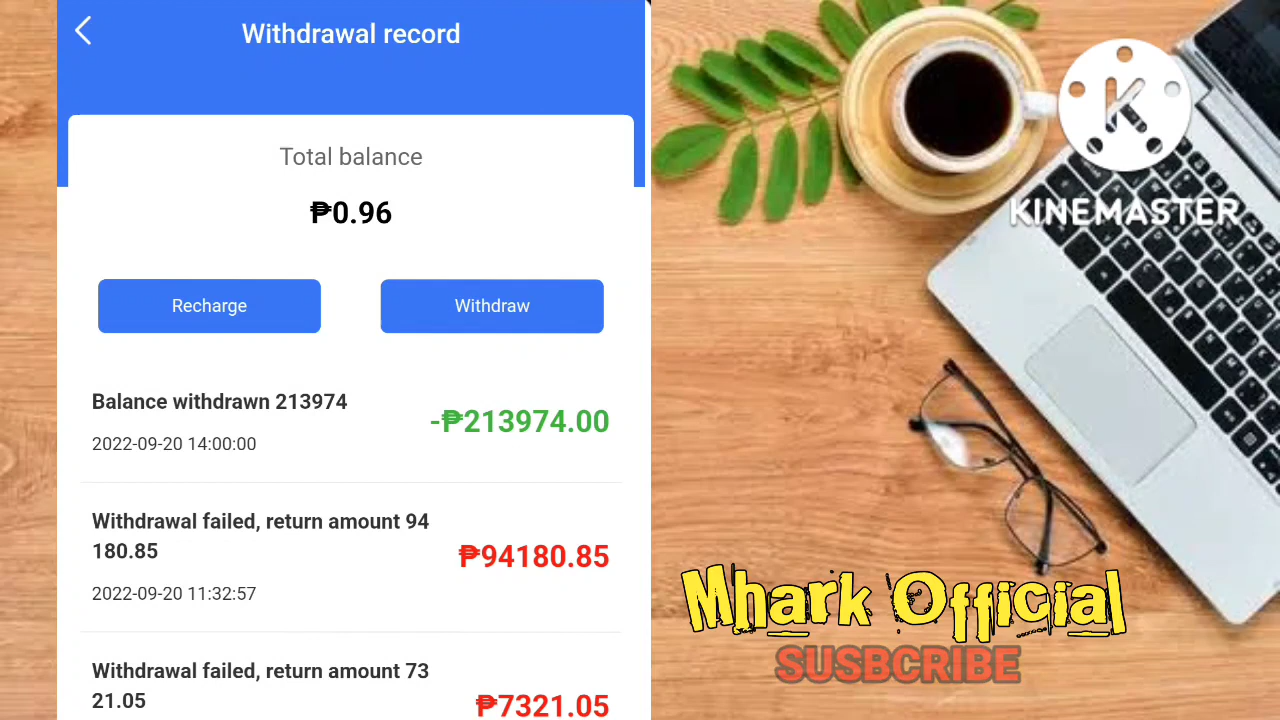 Withdrawal record
Total balance
₱0.96
Recharge
Withdraw
Balance withdrawn 213974
-₱213974.00
2022-09-20 14:00:00
Withdrawal failed, return amount 94
180.85
₱94180.85
2022-09-20 11:32:57
Withdrawal failed, return amount 73
21.05
₱7321.05
K
KINEMASTER
Mhark Official
SUSBCRIBE